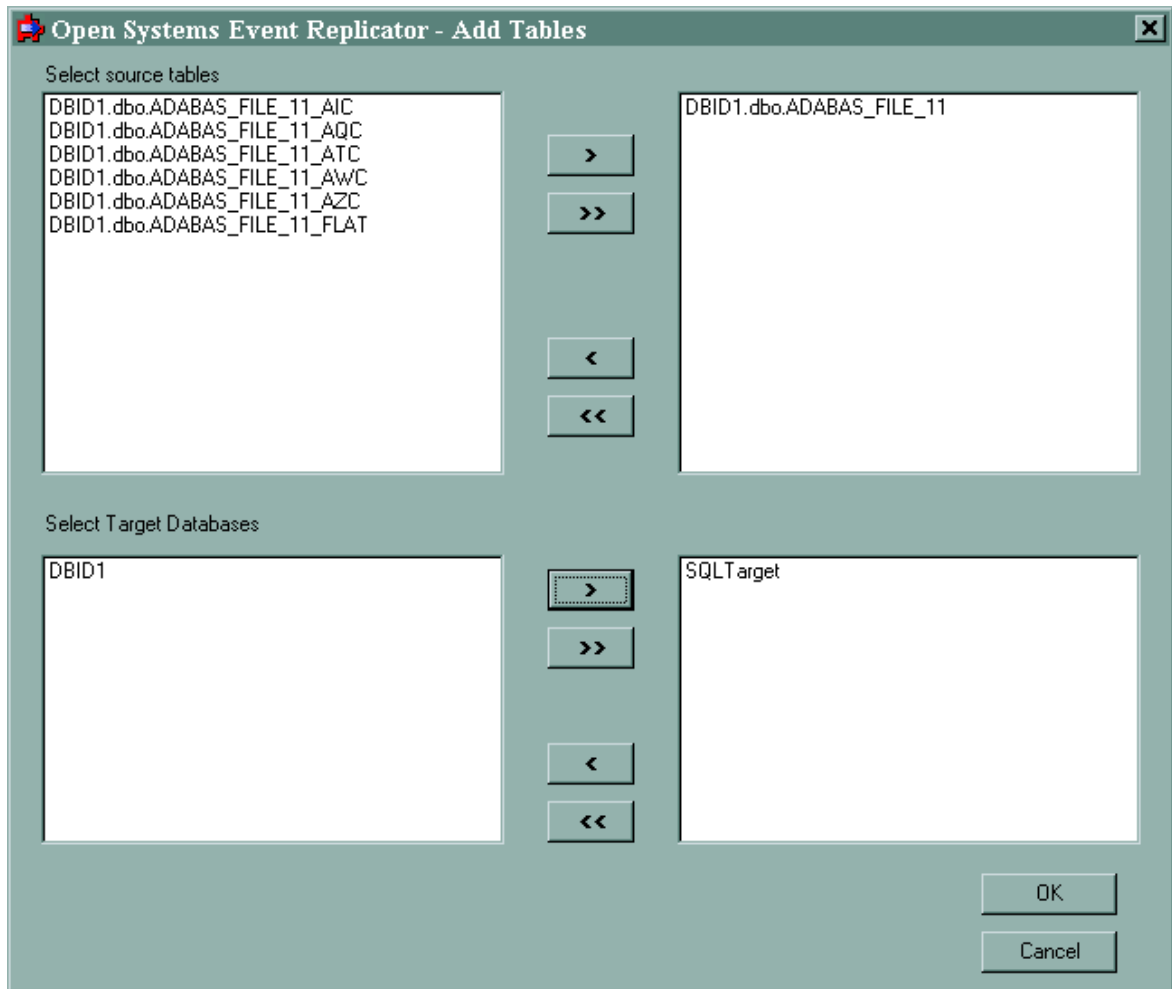 Open Systems Event Replicator - Add Tables
Select source tables
DBID1.dbo.ADABAS_FILE_11_AIC
DBID1.dbo.ADABAS_FILE_11_AQC
DBID1.dbo.ADABAS_FILE_11_ATC
DBID1.dbo.ADABAS_FILE_11_AWC
DBID1.dbo.ADABAS_FILE_11_AZC
DBID1.dbo.ADABAS_FILE_11_FLAT
>
>>
<
<<
DBID1.dbo.ADABAS_FILE_11
Select Target Databases
DBID1
>
>>
<
<<
SQLTarget
OK
Cancel